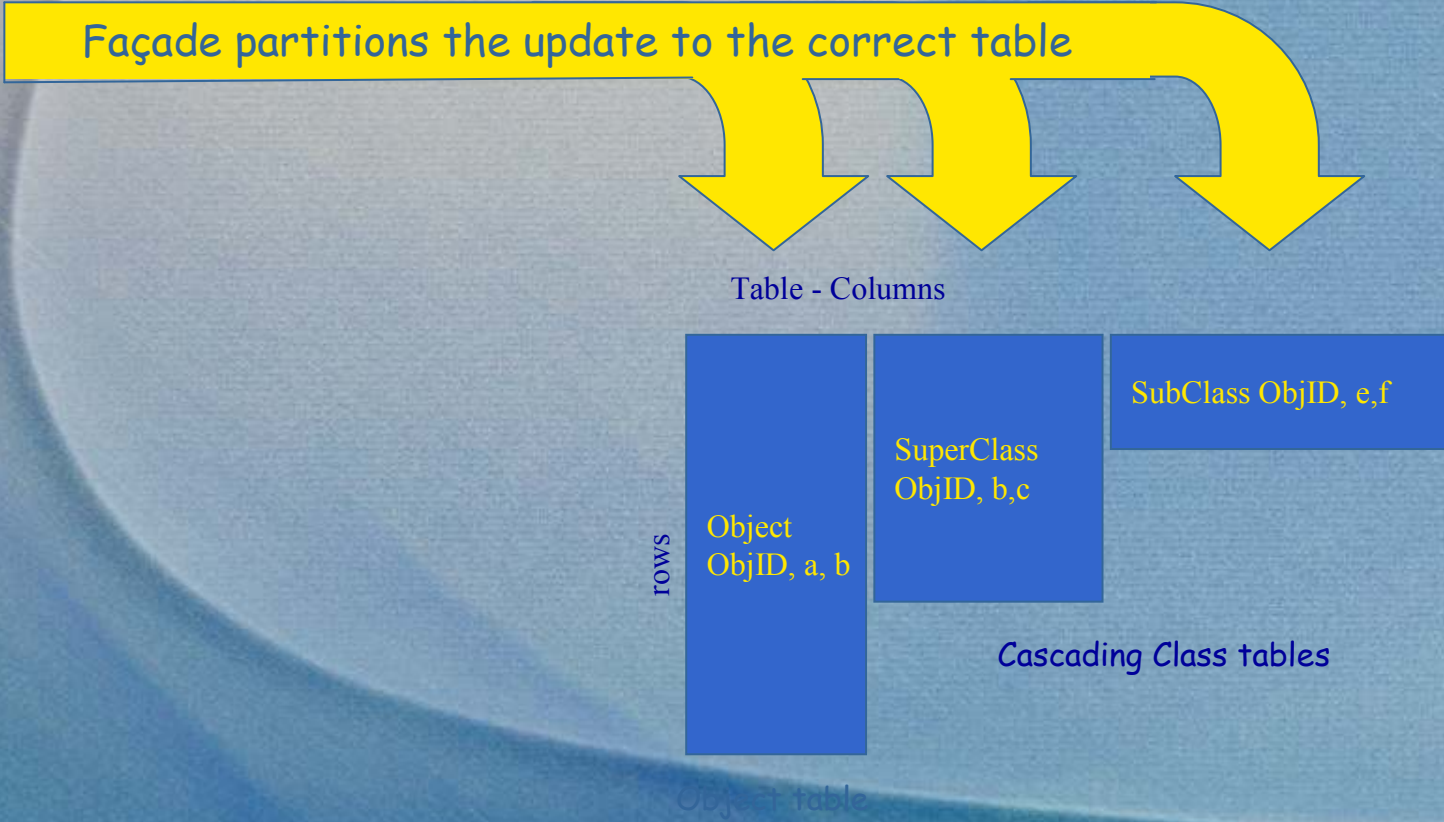 Façade partitions the update to the correct table
Table - Columns
rows
Object
ObjID, a, b
SuperClass
ObjID, b,c
SubClass ObjID, e,f
Cascading Class tables
Object table